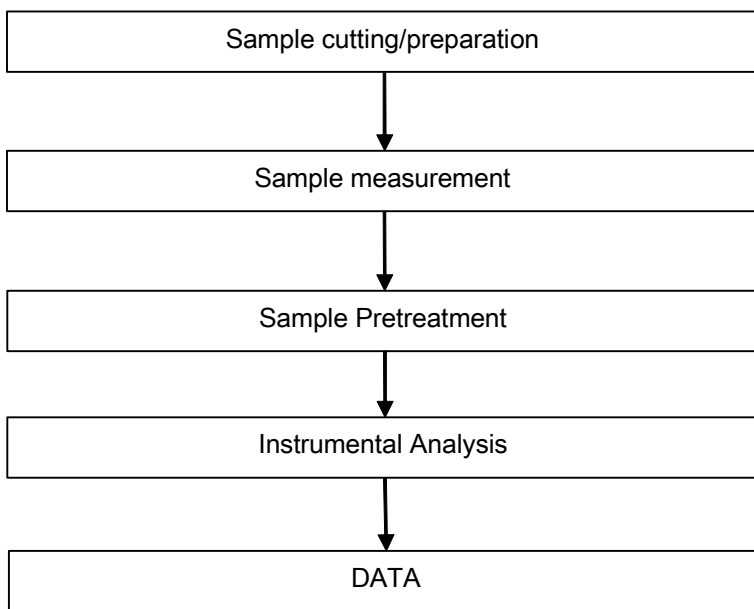 Sample cutting/preparation
Sample measurement
Sample Pretreatment
Instrumental Analysis
DATA